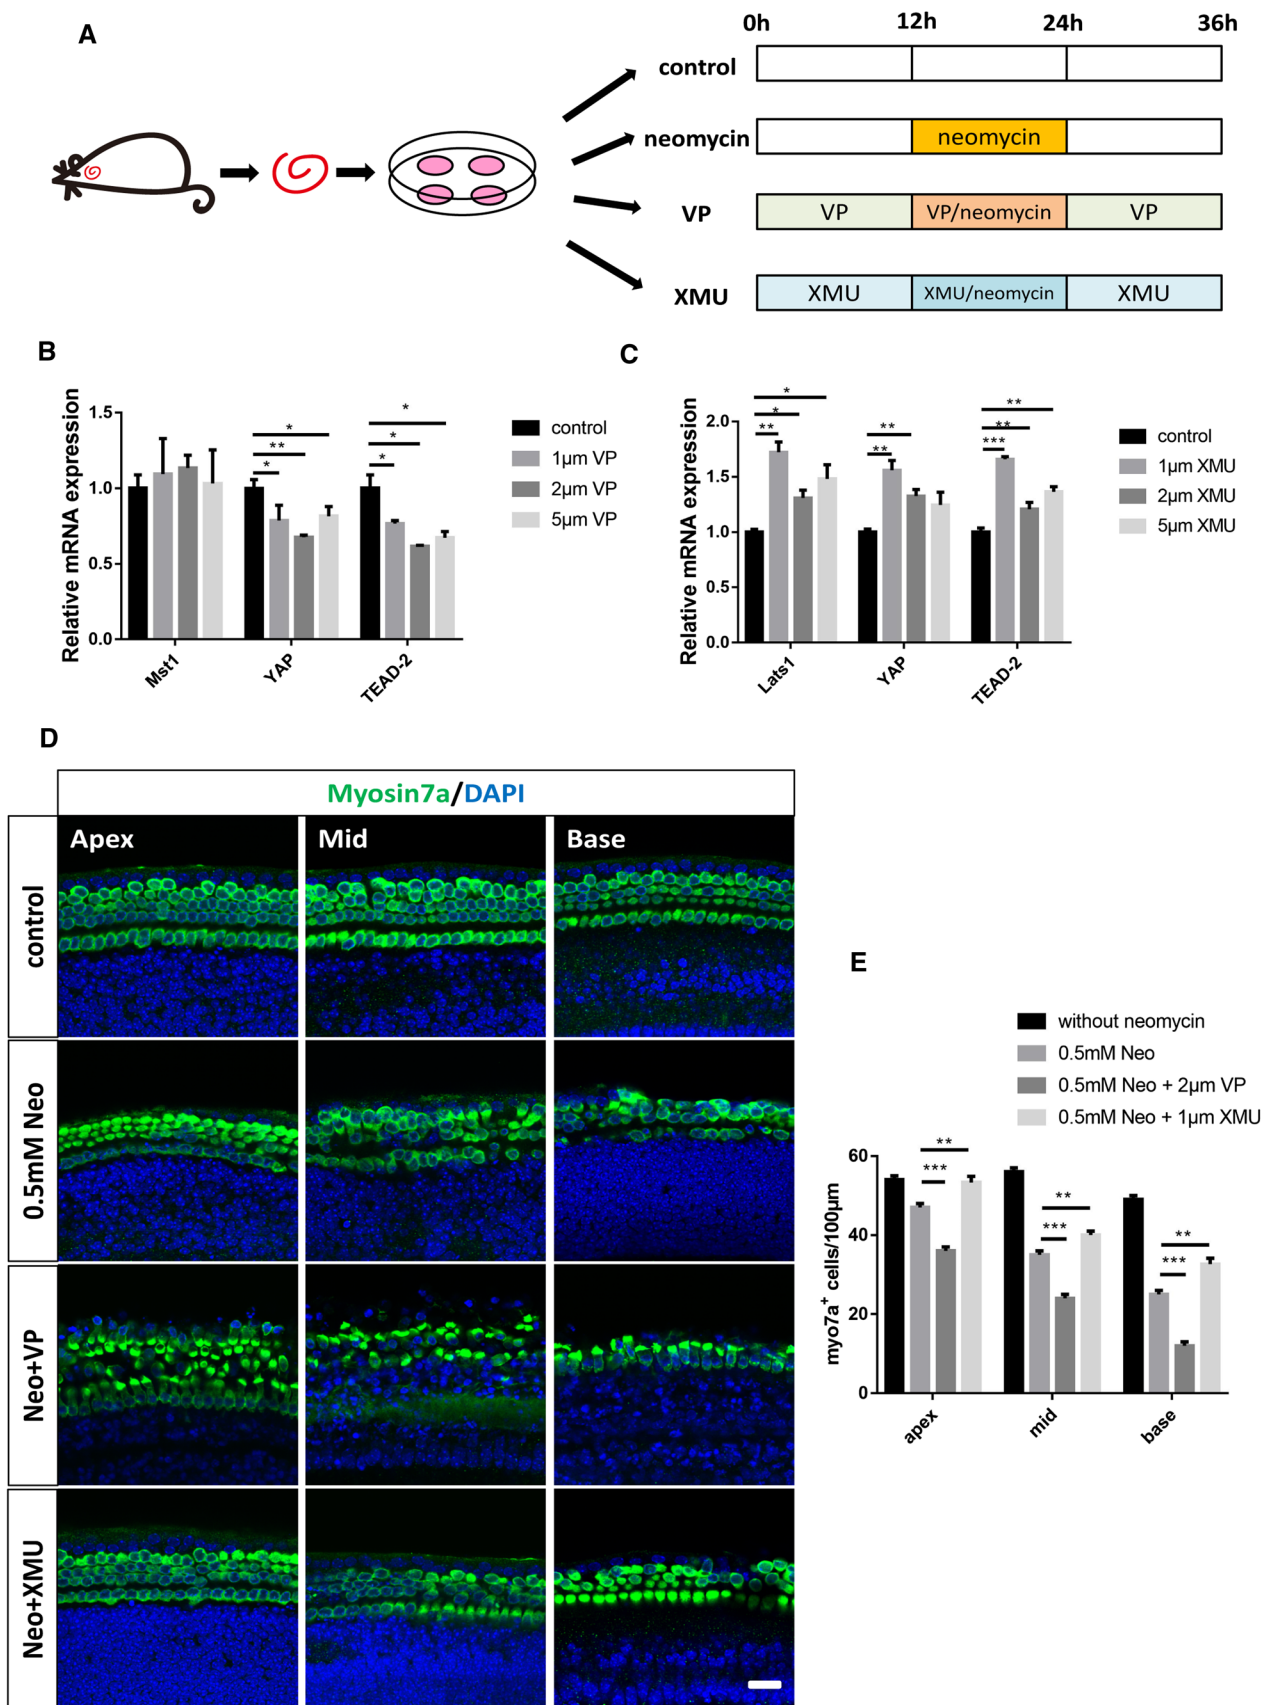 A
0h 12h 24h 36h
control
neomycin neomycin
VP VP VP/neomycin VP
XMU XMU XMU/neomycin XMU
B
Relative mRNA expression
1.5
1.0
0.5
0.0
* ** *
* * *
Mst1 YAP TEAD-2
control
1μm VP
2μm VP
5μm VP
C
Relative mRNA expression
2.0
1.5
1.0
0.5
0.0
** * *
** **
*** ** **
Lats1 YAP TEAD-2
control
1μm XMU
2μm XMU
5μm XMU
D
Myosin7a/DAPI
Apex Mid Base
control
0.5mM Neo
Neo+VP
Neo+XMU
E
without neomycin
0.5mM Neo
0.5mM Neo + 2μm VP
0.5mM Neo + 1μm XMU
myo7a+ cells/100μm
60
40
20
0
*** **
*** **
*** **
apex mid base